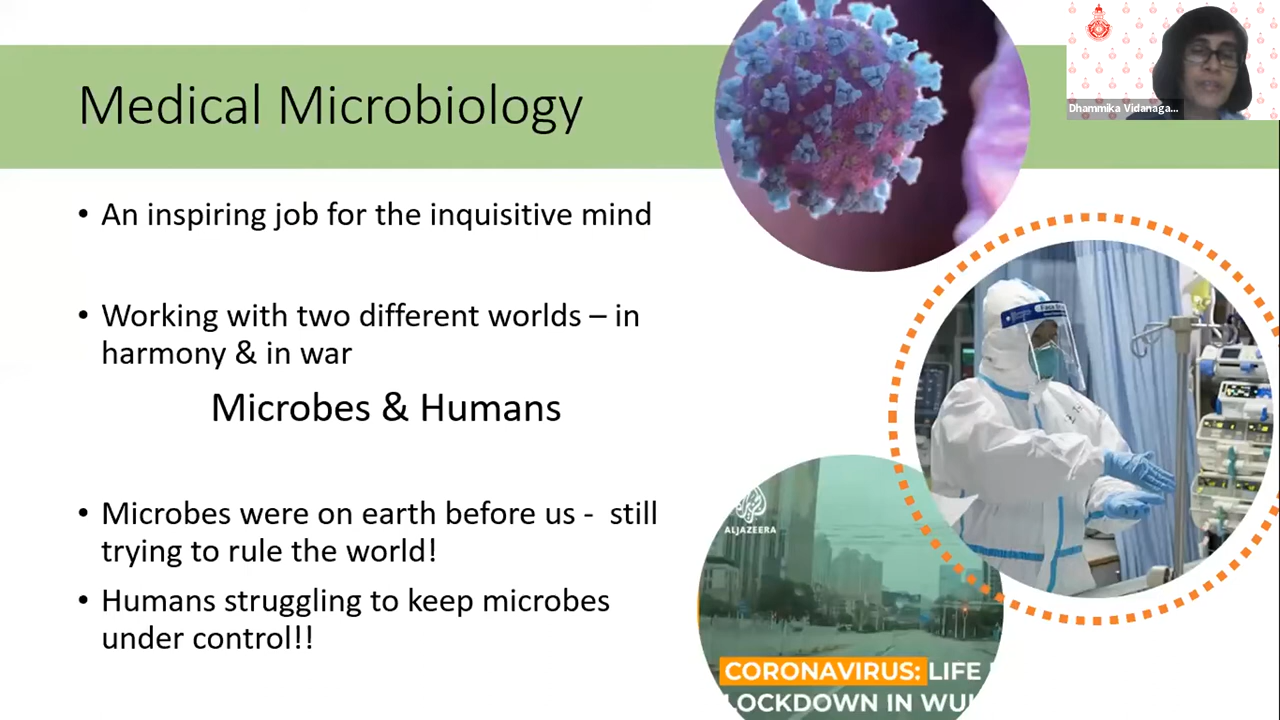 Medical Microbiology
Dhammika Vidanaga...
• An inspiring job for the inquisitive mind
• Working with two different worlds – in
harmony & in war
Microbes & Humans
• Microbes were on earth before us -  still
trying to rule the world!
• Humans struggling to keep microbes
under control!!
ALJAZEERA
CORONAVIRUS: LIFE
LOCKDOWN IN WU